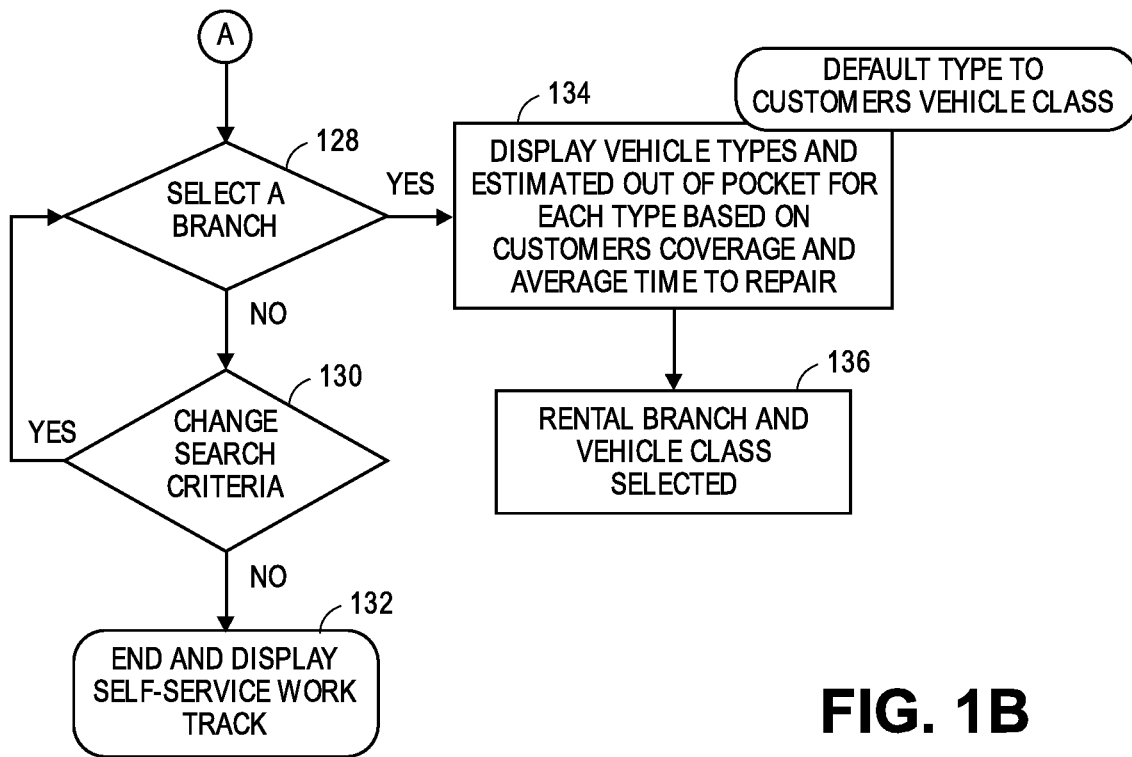 A
DEFAULT TYPE TO
CUSTOMERS VEHICLE CLASS
128
SELECT A
BRANCH
YES
134
DISPLAY VEHICLE TYPES AND
ESTIMATED OUT OF POCKET FOR
EACH TYPE BASED ON
CUSTOMERS COVERAGE AND
AVERAGE TIME TO REPAIR
NO
130
CHANGE
SEARCH
CRITERIA
YES
136
RENTAL BRANCH AND
VEHICLE CLASS
SELECTED
NO
132
END AND DISPLAY
SELF-SERVICE WORK
TRACK
FIG. 1B